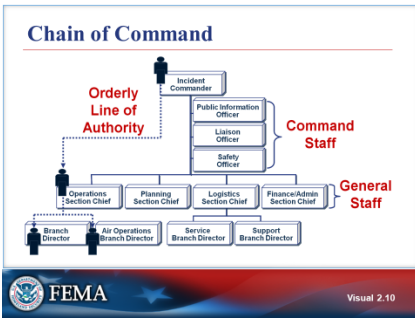 Chain of Command
Incident
Commander
Orderly
Line of
Authority
Public Information
Officer
Liaison
Officer
Safety
Officer
Command
Staff
Operations
Section Chief
Planning
Section Chief
Logistics
Section Chief
Finance/Admin
Section Chief
General
Staff
Branch
Director
Air Operations
Branch Director
Service
Branch Director
Support
Branch Director
FEMA
Visual 2.10